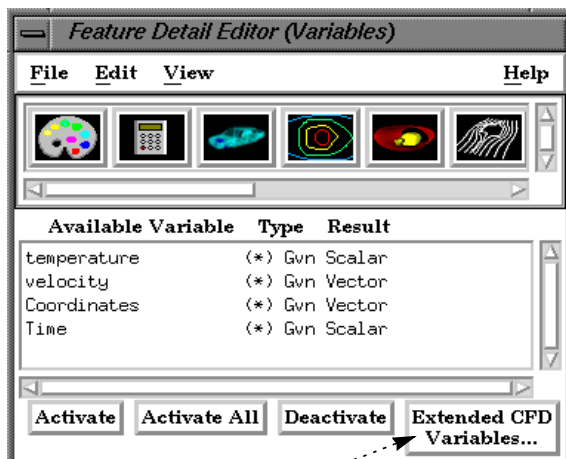 Feature Detail Editor (Variables)
File Edit View Help
Available Variable Type Result
temperature (*) Gvn Scalar
velocity (*) Gvn Vector
Coordinates (*) Gvn Vector
Time (*) Gvn Scalar
Activate Activate All Deactivate Extended CFD
Variables...